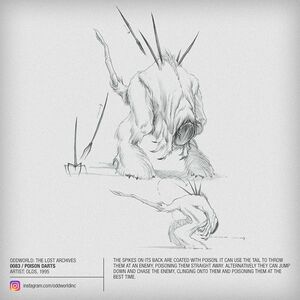 ODDWORLD: THE LOST ARCHIVES
0083 / POISON DARTS
ARTIST: OLDS, 1995
instagram.com/oddworldinc
THE SPIKES ON ITS BACK ARE COATED WITH POISON. IT CAN USE THE TAIL TO THROW
THEM AT AN ENEMY, POISONING THEM STRAIGHT AWAY. ALTERNATIVELY THEY CAN JUMP
DOWN AND CHASE THE ENEMY, CLINGING ONTO THEM AND POISONING THEM AT THE
BEST TIME.